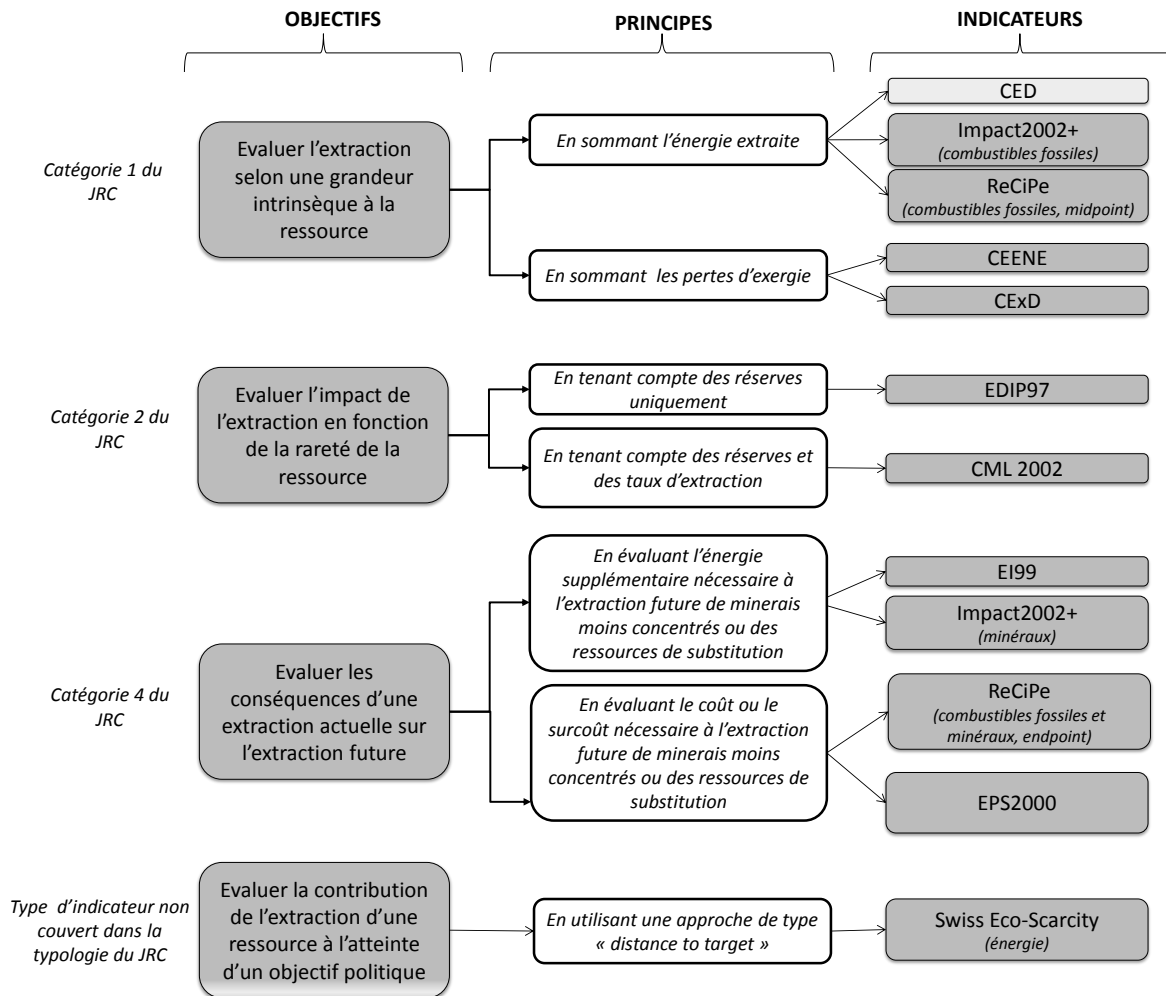 OBJECTIFS
PRINCIPES
INDICATEURS
Catégorie 1 du
JRC
Evaluer l’extraction
selon une grandeur
intrinsèque à la
ressource
En sommant l’énergie extraite
CED
Impact2002+
(combustibles fossiles)
ReCiPe
(combustibles fossiles, midpoint)
En sommant les pertes d’exergie
CEENE
CExD
Catégorie 2 du
JRC
Evaluer l’impact de
l’extraction en fonction
de la rareté de la
ressource
En tenant compte des réserves
uniquement
EDIP97
En tenant compte des réserves et
des taux d’extraction
CML 2002
Catégorie 4 du
JRC
Evaluer les
conséquences d’une
extraction actuelle sur
l’extraction future
En évaluant l’énergie
supplémentaire nécessaire à
l’extraction future de minerais
moins concentrés ou des
ressources de substitution
EI99
Impact2002+
(minéraux)
En évaluant le coût ou le
surcoût nécessaire à l’extraction
future de minerais moins
concentrés ou des ressources de
substitution
ReCiPe
(combustibles fossiles et
minéraux, endpoint)
EPS2000
Type d’indicateur non
couvert dans la
typologie du JRC
Evaluer la contribution
de l’extraction d’une
ressource à l’atteinte
d’un objectif politique
En utilisant une approche de type
« distance to target »
Swiss Eco-Scarcity
(énergie)